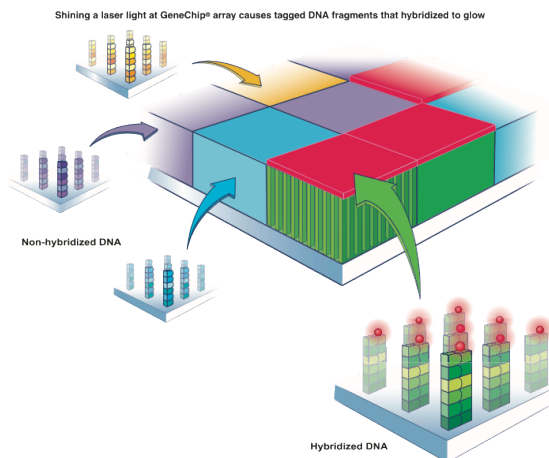 Shining a laser light at GeneChip® array causes tagged DNA fragments that hybridized to glow
Non-hybridized DNA
Hybridized DNA